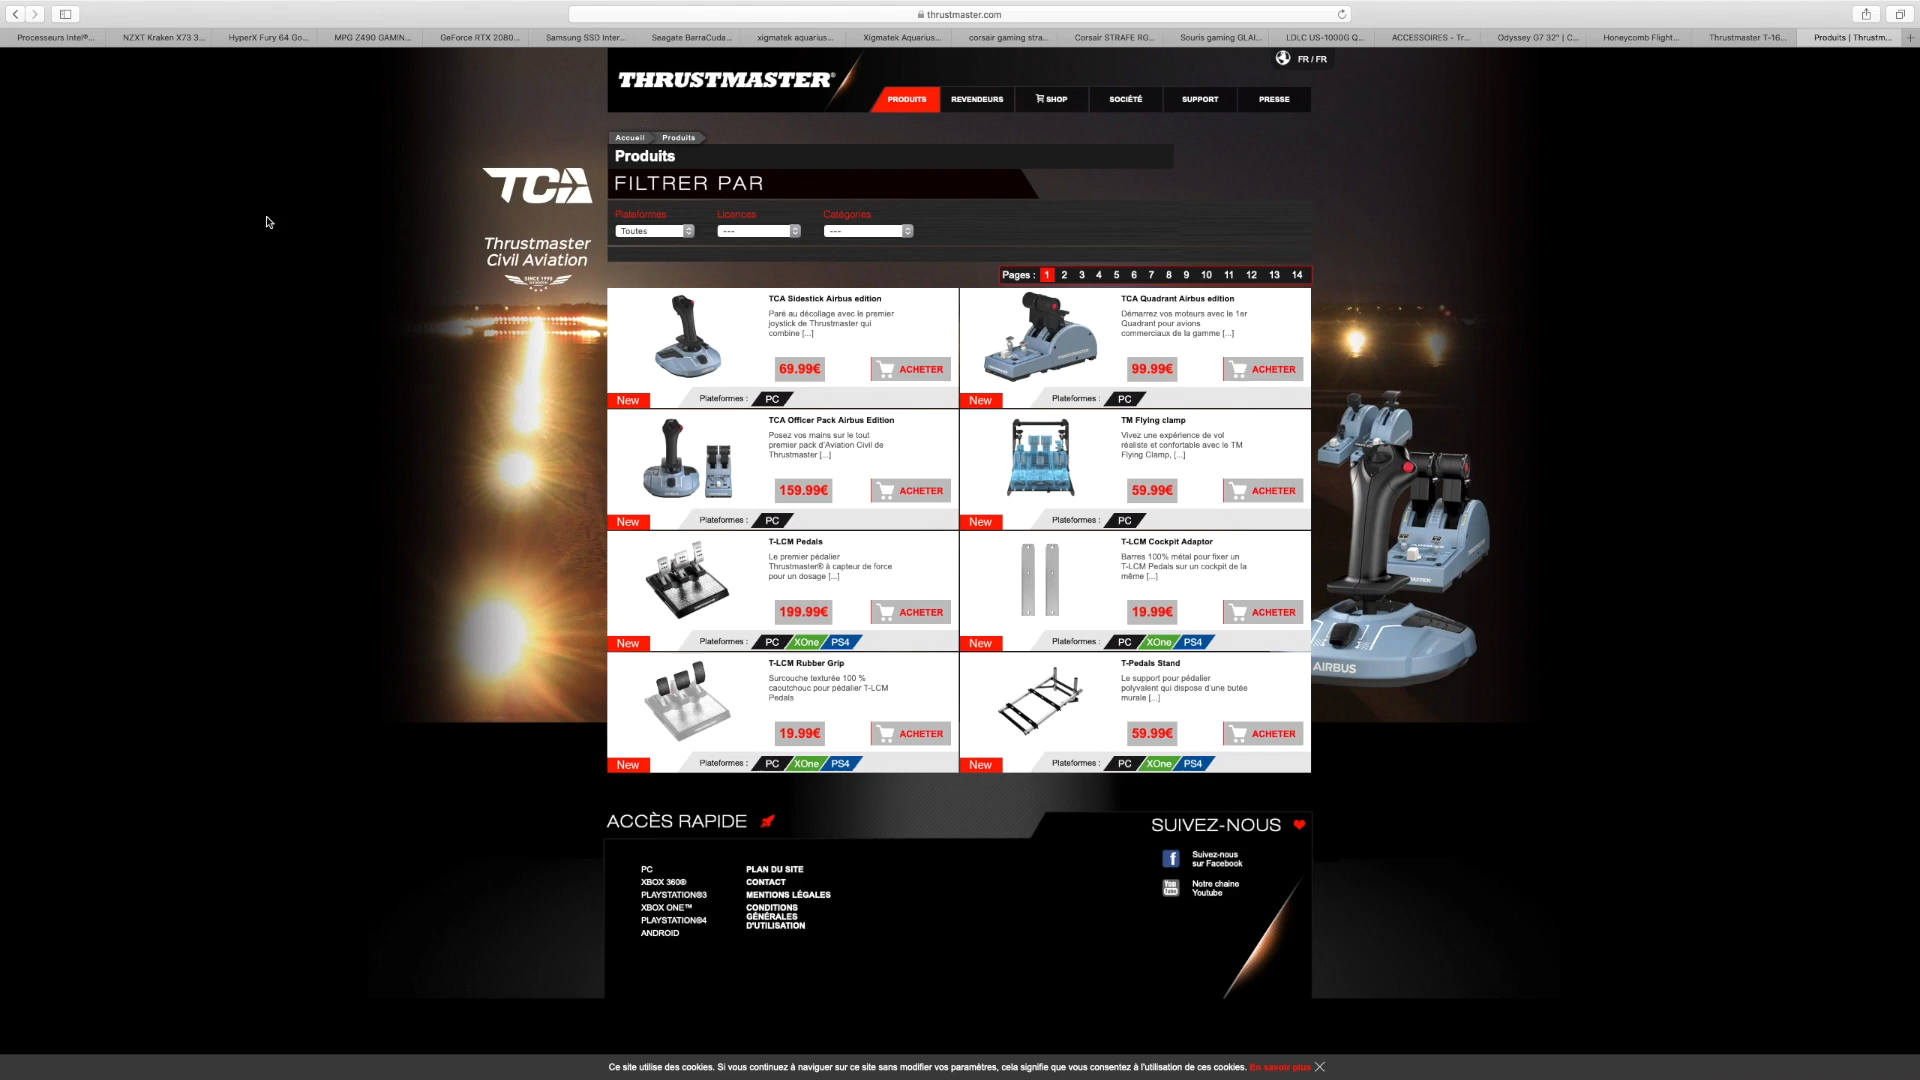 thrustmaster.com
Processeurs Intel®...
NZXT Kraken X73 3...
HyperX Fury 64 Go...
MPG Z490 GAMIN...
GeForce RTX 2080...
Samsung SSD Inter...
Seagate BarraCuda...
xigmatek aquarius...
Xigmatek Aquarius...
corsair gaming stra...
Corsair STRAFE RG...
Souris gaming GLAI...
LDLC US-1000G Q...
ACCESSOIRES - Tr...
Odyssey G7 32" | C...
Honeycomb Flight...
Thrustmaster T-16...
Produits | Thrustm...
THRUSTMASTER®
FR / FR
PRODUITS
REVENDEURS
SHOP
SOCIÉTÉ
SUPPORT
PRESSE
Accueil
Produits
Produits
FILTRER PAR
Plateformes
Licences
Catégories
Toutes
---
---
TCA
Thrustmaster
Civil Aviation
Pages : 1 2 3 4 5 6 7 8 9 10 11 12 13 14
TCA Sidestick Airbus edition
Paré au décollage avec le premier
joystick de Thrustmaster qui
combine [...]
69.99€
ACHETER
New
Plateformes :
PC
TCA Quadrant Airbus edition
Démarrez vos moteurs avec le 1er
Quadrant pour avions
commerciaux de la gamme [...]
99.99€
ACHETER
New
Plateformes :
PC
TCA Officer Pack Airbus Edition
Posez vos mains sur le tout
premier pack d'Aviation Civil de
Thrustmaster [...]
159.99€
ACHETER
New
Plateformes :
PC
TM Flying clamp
Vivez une expérience de vol
réaliste et confortable avec le TM
Flying Clamp, [...]
59.99€
ACHETER
New
Plateformes :
PC
T-LCM Pedals
Le premier pédalier
Thrustmaster® à capteur de force
pour un dosage [...]
199.99€
ACHETER
New
Plateformes :
PC XOne PS4
T-LCM Cockpit Adaptor
Barres 100% métal pour fixer un
T-LCM Pedals sur un cockpit de la
même [...]
19.99€
ACHETER
New
Plateformes :
PC XOne PS4
T-LCM Rubber Grip
Surcouche texturée 100 %
caoutchouc pour pédalier T-LCM
Pedals
19.99€
ACHETER
New
Plateformes :
PC XOne PS4
T-Pedals Stand
Le support pour pédalier
polyvalent qui dispose d'une butée
murale [...]
59.99€
ACHETER
New
Plateformes :
PC XOne PS4
AIRBUS
ACCÈS RAPIDE
SUIVEZ-NOUS
PC
XBOX 360®
PLAYSTATION®3
XBOX ONE™
PLAYSTATION®4
ANDROID
PLAN DU SITE
CONTACT
MENTIONS LÉGALES
CONDITIONS
GÉNÉRALES
D'UTILISATION
Suivez-nous
sur Facebook
Notre chaine
Youtube
Ce site utilise des cookies. Si vous continuez à naviguer sur ce site sans modifier vos paramètres, cela signifie que vous consentez à l'utilisation de ces cookies. En savoir plus